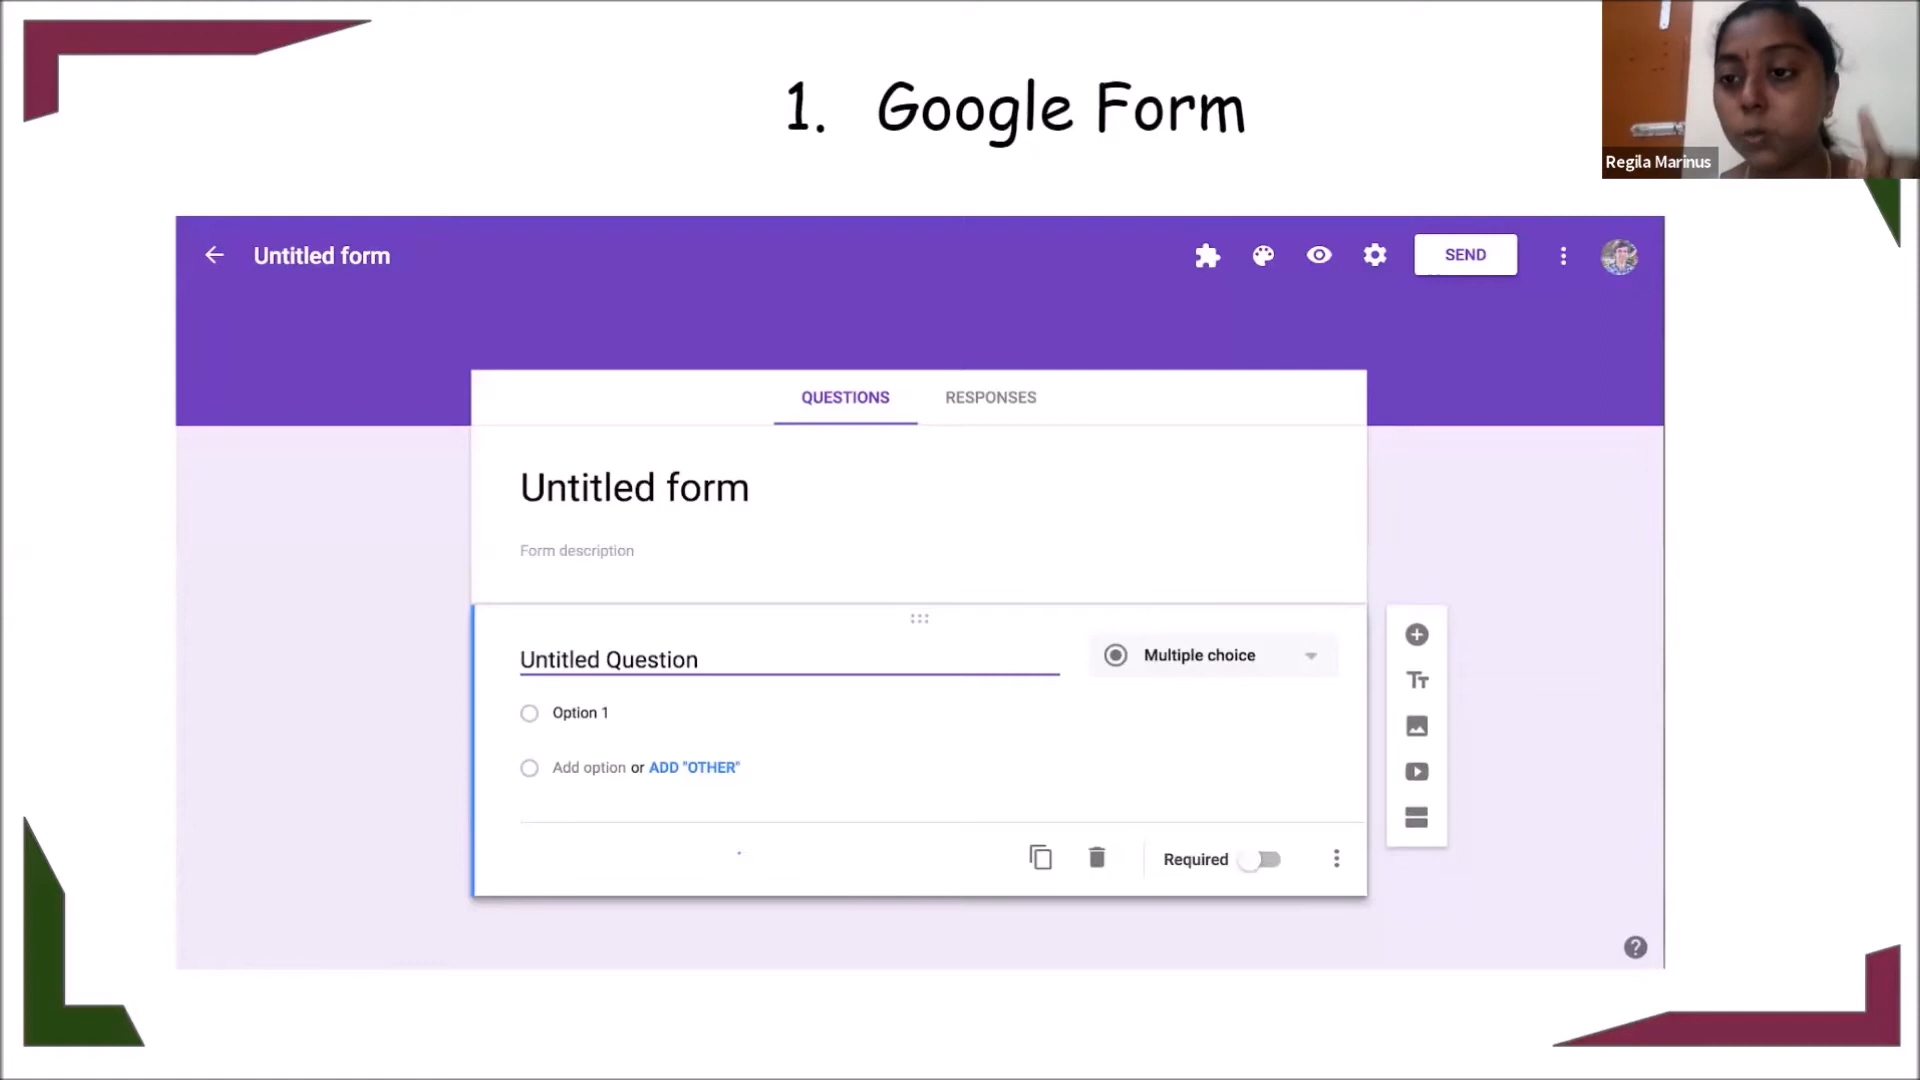 1. Google Form
Regila Marinus
Untitled form
SEND
QUESTIONS
RESPONSES
Untitled form
Form description
Untitled Question
Multiple choice
Option 1
Add option or ADD "OTHER"
Required